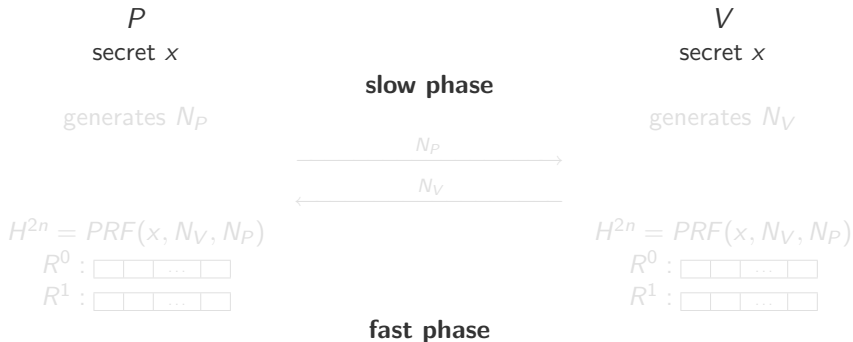 P V
secret x secret x
slow phase
generates N_P generates N_V
N_P
N_V
H^{2n} = PRF(x, N_V, N_P) H^{2n} = PRF(x, N_V, N_P)
R^0 : ... R^0 : ...
R^1 : ... R^1 : ...
fast phase